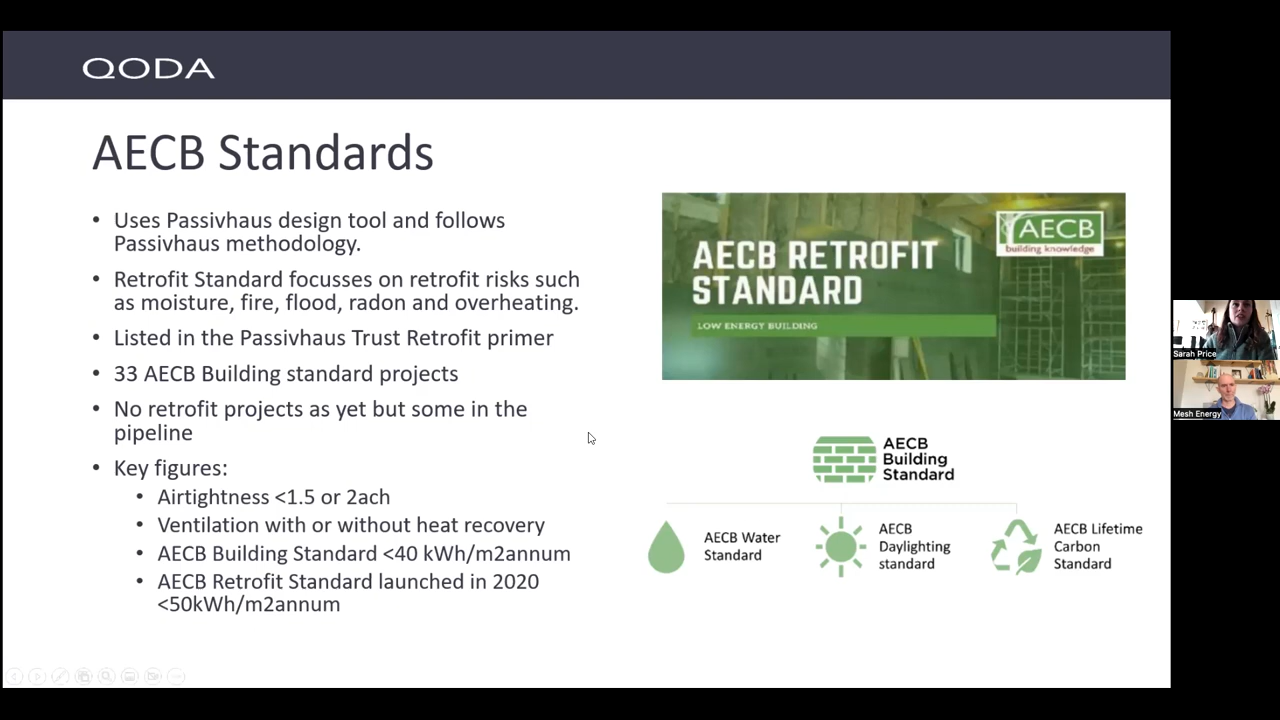 QODA
AECB Standards
• Uses Passivhaus design tool and follows
Passivhaus methodology.
• Retrofit Standard focusses on retrofit risks such
as moisture, fire, flood, radon and overheating.
• Listed in the Passivhaus Trust Retrofit primer
• 33 AECB Building standard projects
• No retrofit projects as yet but some in the
pipeline
• Key figures:
• Airtightness <1.5 or 2ach
• Ventilation with or without heat recovery
• AECB Building Standard <40 kWh/m2annum
• AECB Retrofit Standard launched in 2020
<50kWh/m2annum
AECB RETROFIT
STANDARD
LOW ENERGY BUILDING
AECB
building knowledge
AECB
Building
Standard
AECB Water
Standard
AECB
Daylighting
standard
AECB Lifetime
Carbon
Standard
Sarah Price
Mesh Energy